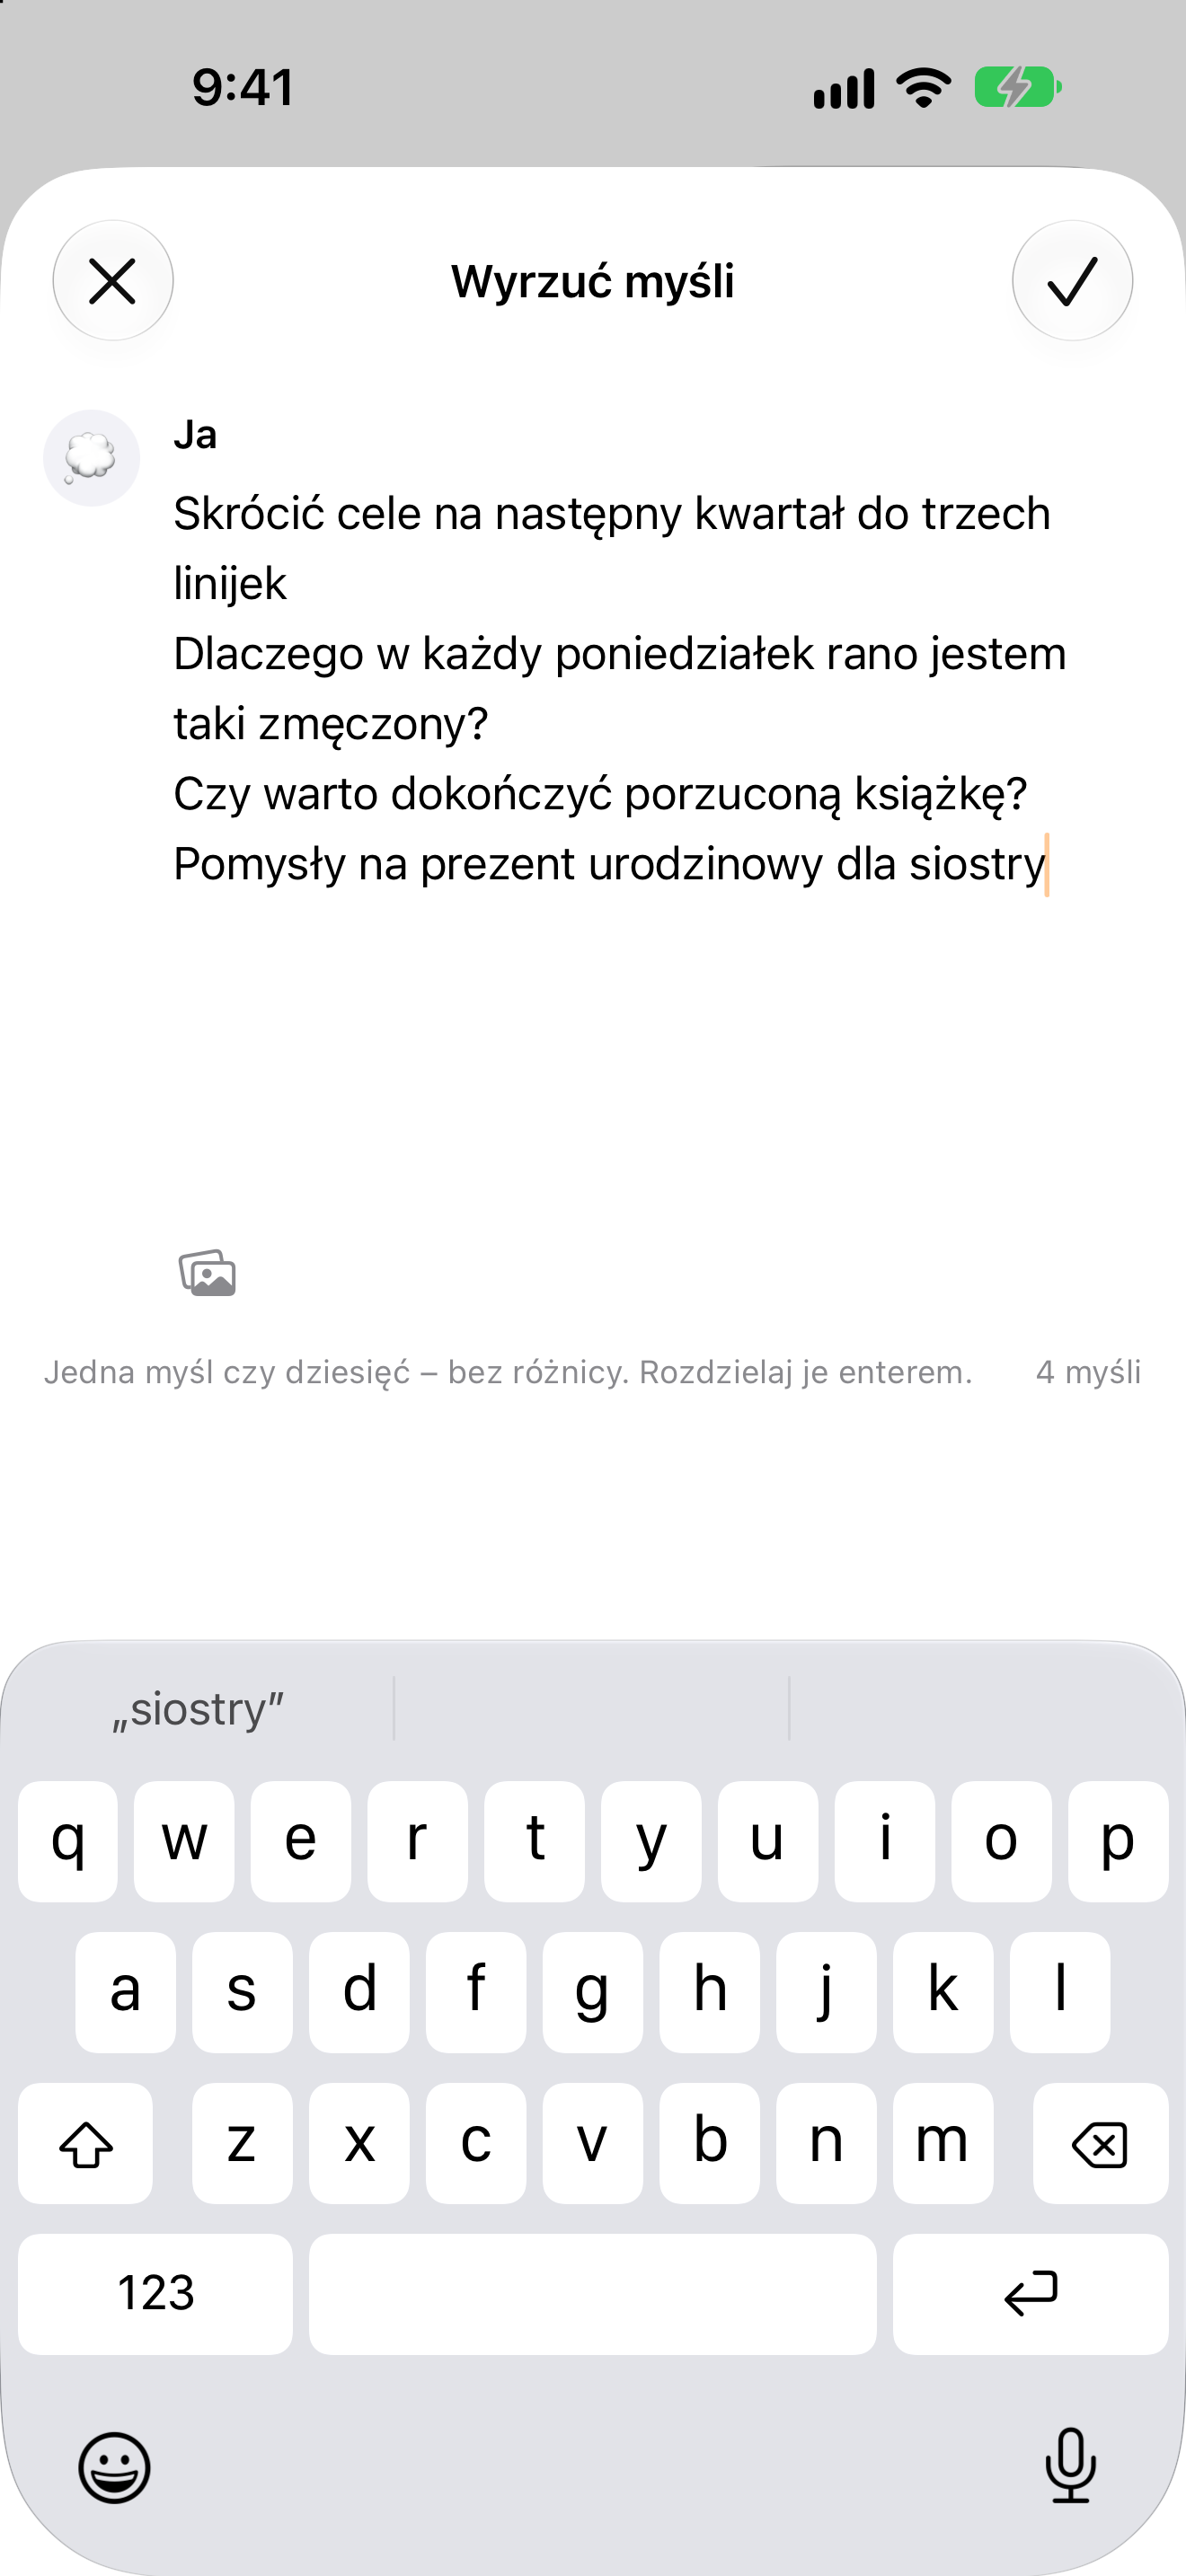 9:41
Wyrzuć myśli
Ja
Skrócić cele na następny kwartał do trzech
linijek
Dlaczego w każdy poniedziałek rano jestem
taki zmęczony?
Czy warto dokończyć porzuconą książkę?
Pomysły na prezent urodzinowy dla siostry
Jedna myśl czy dziesięć – bez różnicy. Rozdzielaj je enterem. 4 myśli
„siostry”
q w e r t y u i o p
a s d f g h j k l
z x c v b n m
123